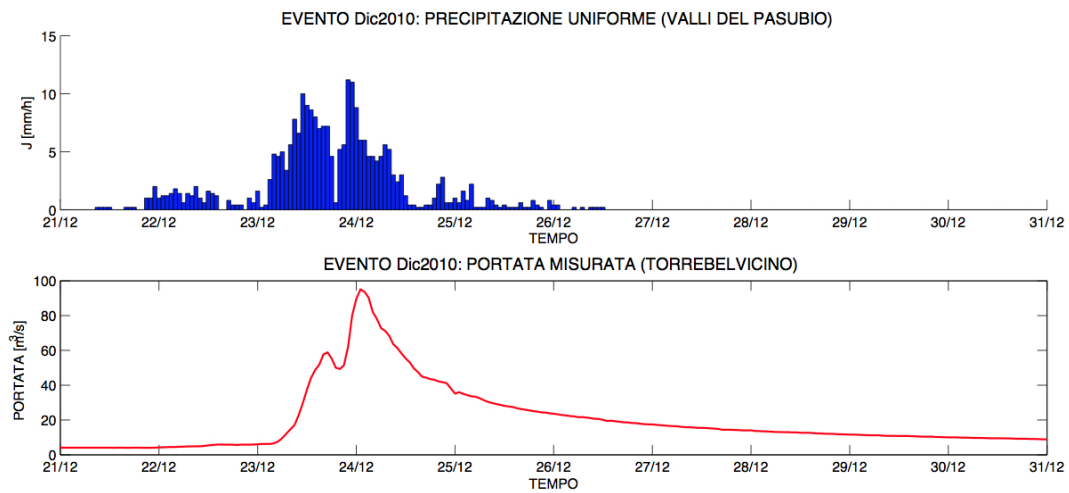 EVENTO Dic2010: PRECIPITAZIONE UNIFORME (VALLI DEL PASUBIO)
15
10
5
0
J [mm/h]
21/12 22/12 23/12 24/12 25/12 26/12 27/12 28/12 29/12 30/12 31/12
TEMPO
EVENTO Dic2010: PORTATA MISURATA (TORREBELVICINO)
100
80
60
40
20
0
PORTATA [m³/s]
21/12 22/12 23/12 24/12 25/12 26/12 27/12 28/12 29/12 30/12 31/12
TEMPO